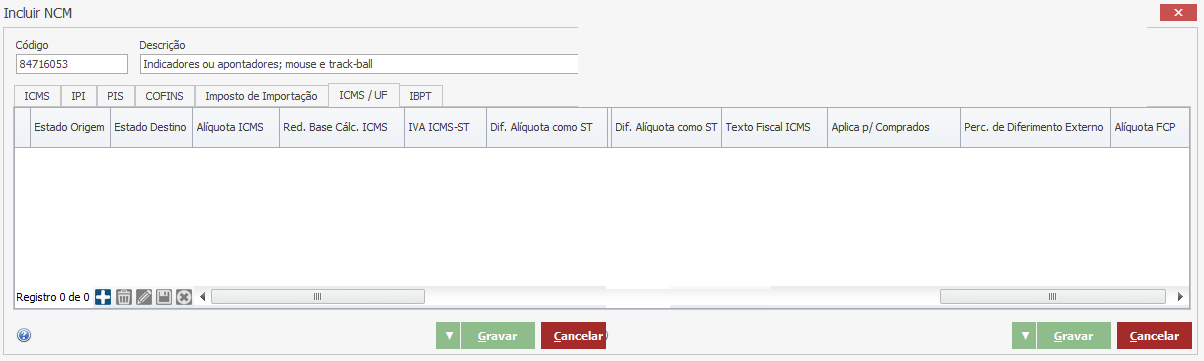 Incluir NCM
Código Descrição
84716053 Indicadores ou apontadores; mouse e track-ball
ICMS IPI PIS COFINS Imposto de Importação ICMS / UF IBPT
Estado Origem Estado Destino Alíquota ICMS Red. Base Cálc. ICMS IVA ICMS-ST Dif. Alíquota como ST Dif. Alíquota como ST Texto Fiscal ICMS Aplica p/ Comprados Perc. de Diferimento Externo Alíquota FCP
Registro 0 de 0
Gravar Cancelar Gravar Cancelar